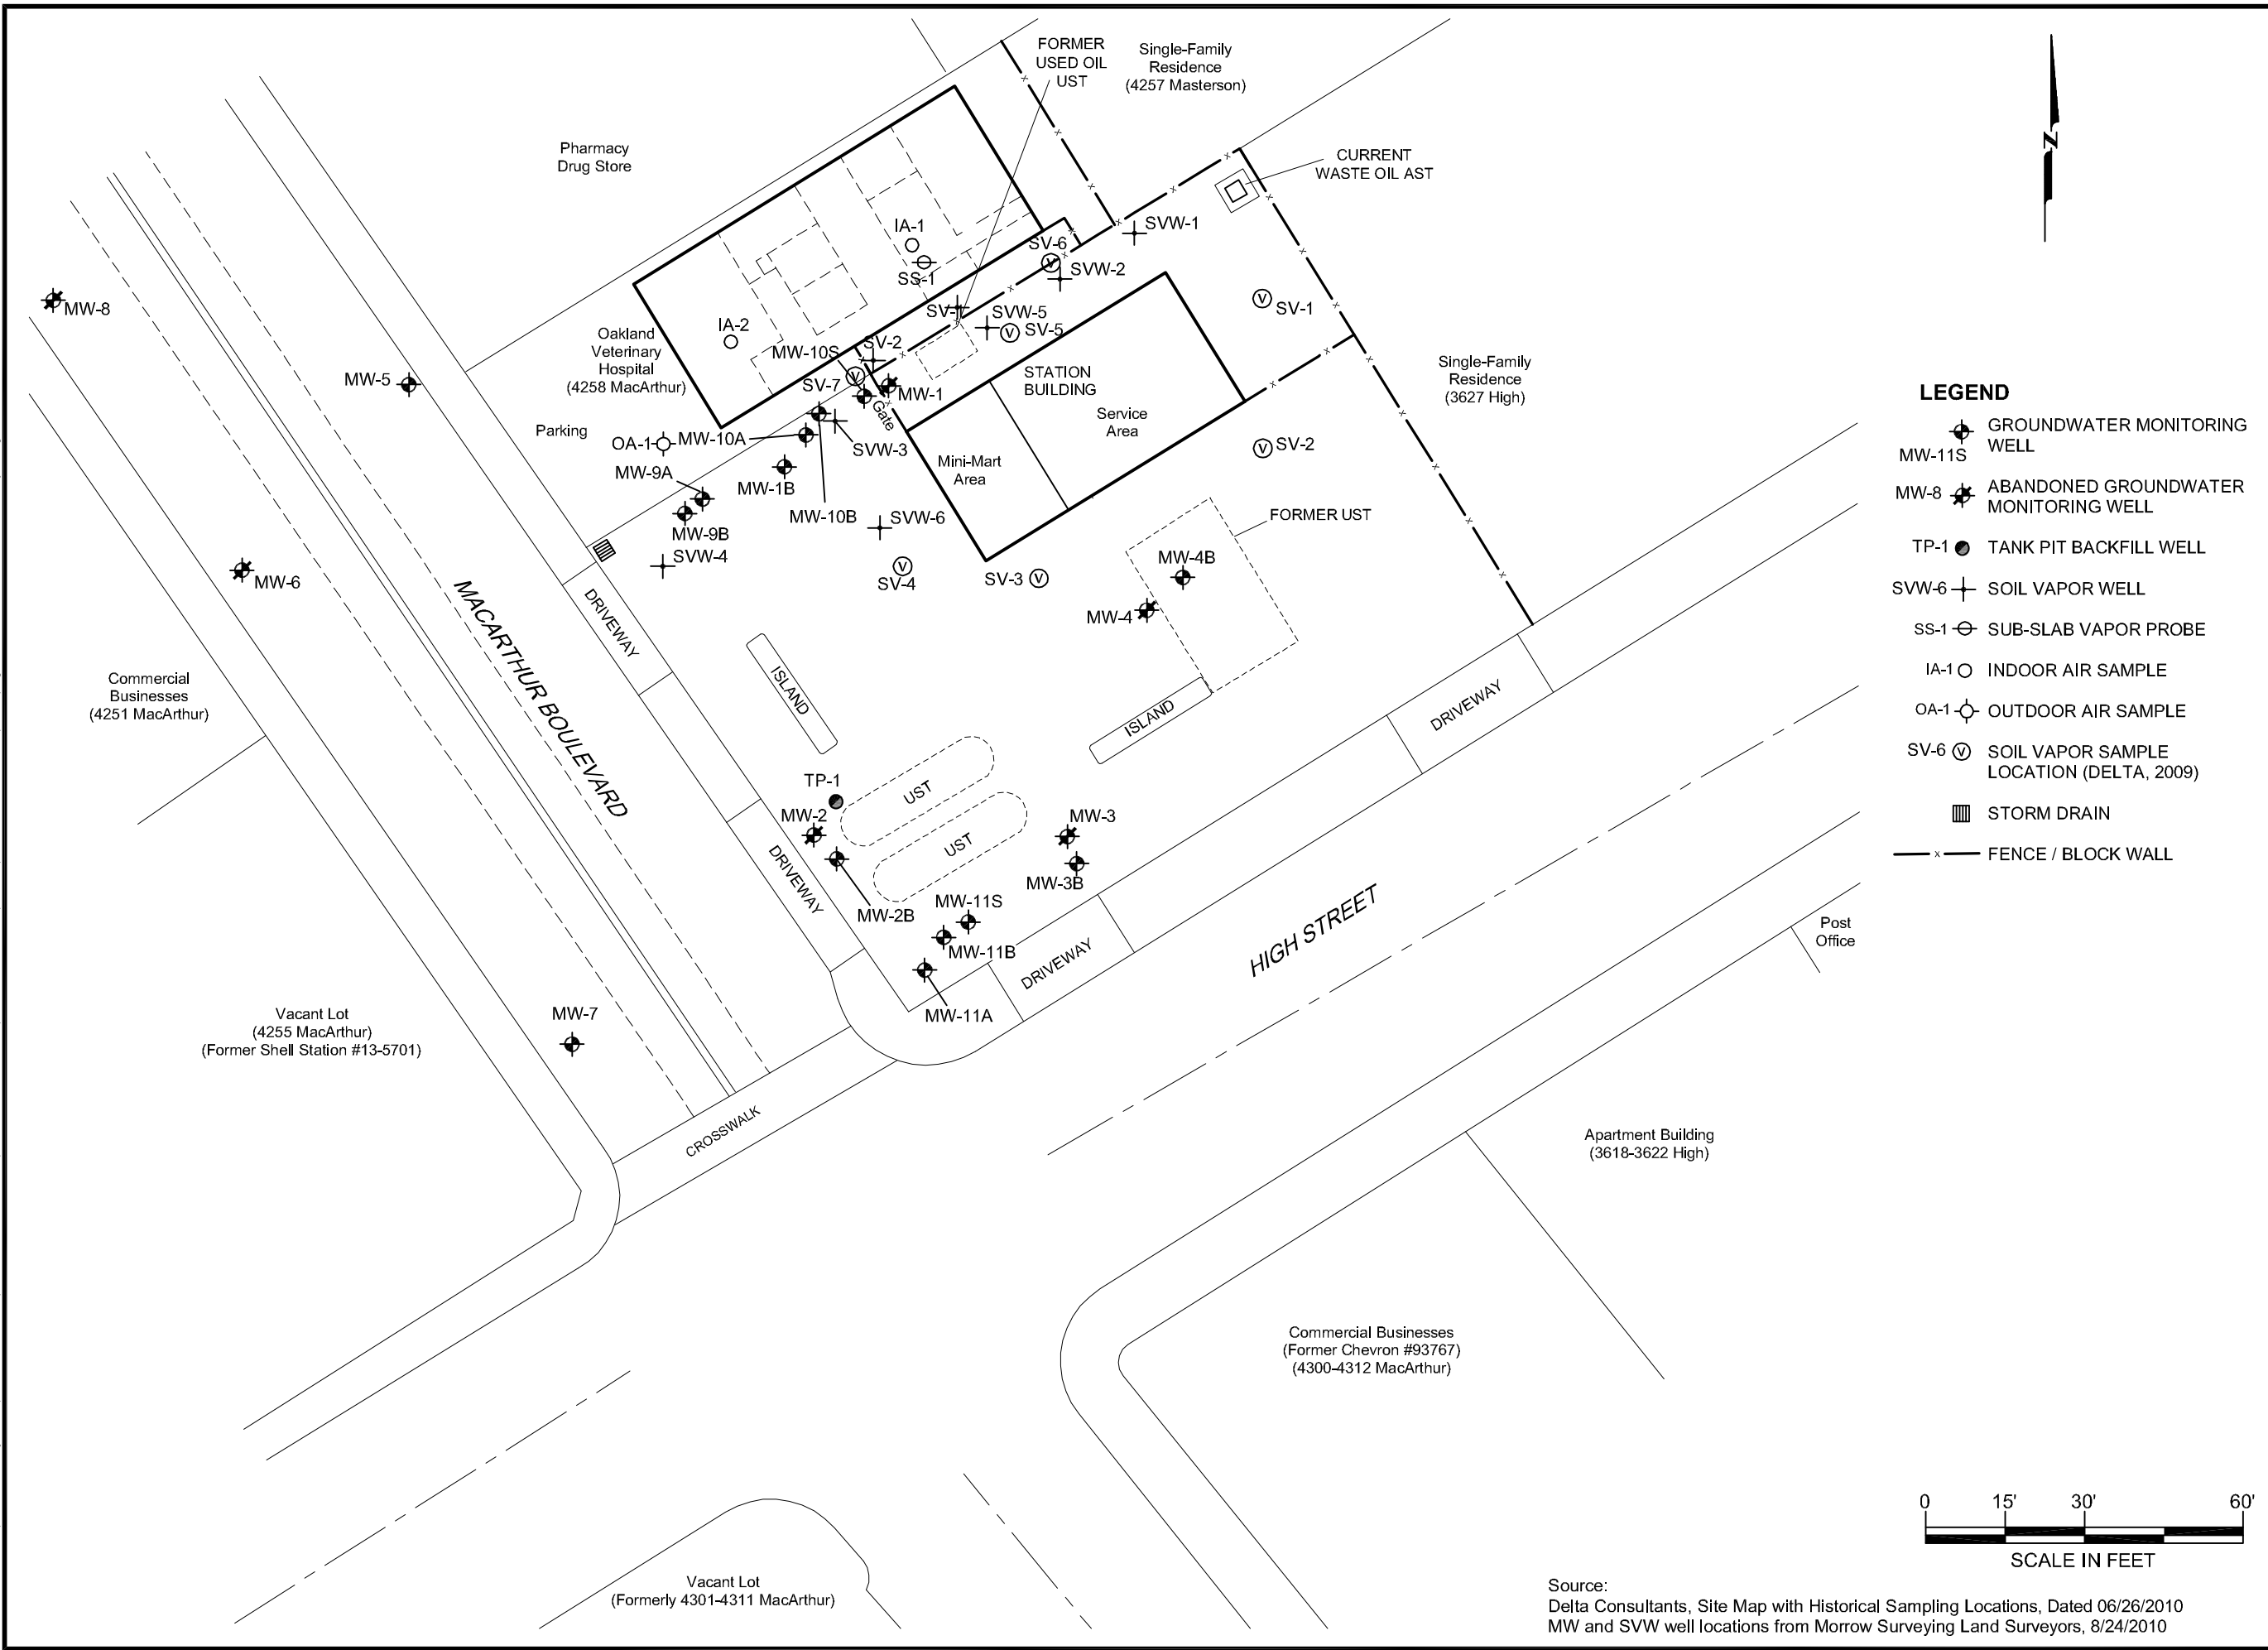 FORMER
USED OIL
UST
Single-Family
Residence
(4257 Masterson)
N
Pharmacy
Drug Store
CURRENT
WASTE OIL AST
IA-1
SS-1
SV-6
SVW-1
SVW-2
SV-1
MW-8
Oakland
Veterinary
Hospital
(4258 MacArthur)
IA-2
SV-1
SVW-5
SV-5
MW-10S
SV-2
MW-5
SV-7
MW-1
Gate
STATION
BUILDING
Service
Area
Single-Family
Residence
(3627 High)
Parking
OA-1
MW-10A
SVW-3
Mini-Mart
Area
SV-2
MW-9A
MW-1B
MW-10B
SVW-6
FORMER UST
MW-9B
SVW-4
MW-4B
MW-6
SV-4
SV-3
MW-4
DRIVEWAY
MACARTHUR BOULEVARD
ISLAND
ISLAND
DRIVEWAY
Commercial
Businesses
(4251 MacArthur)
TP-1
UST
MW-2
UST
MW-3
DRIVEWAY
MW-3B
MW-2B
MW-11S
MW-11B
DRIVEWAY
HIGH STREET
MW-11A
Post
Office
Vacant Lot
(4255 MacArthur)
(Former Shell Station #13-5701)
MW-7
CROSSWALK
Apartment Building
(3618-3622 High)
Commercial Businesses
(Former Chevron #93767)
(4300-4312 MacArthur)
Vacant Lot
(Formerly 4301-4311 MacArthur)
LEGEND
MW-11S GROUNDWATER MONITORING
WELL
MW-8 ABANDONED GROUNDWATER
MONITORING WELL
TP-1 TANK PIT BACKFILL WELL
SVW-6 SOIL VAPOR WELL
SS-1 SUB-SLAB VAPOR PROBE
IA-1 INDOOR AIR SAMPLE
OA-1 OUTDOOR AIR SAMPLE
SV-6 V SOIL VAPOR SAMPLE
LOCATION (DELTA, 2009)
STORM DRAIN
x FENCE / BLOCK WALL
0 15' 30' 60'
SCALE IN FEET
Source:
Delta Consultants, Site Map with Historical Sampling Locations, Dated 06/26/2010
MW and SVW well locations from Morrow Surveying Land Surveyors, 8/24/2010